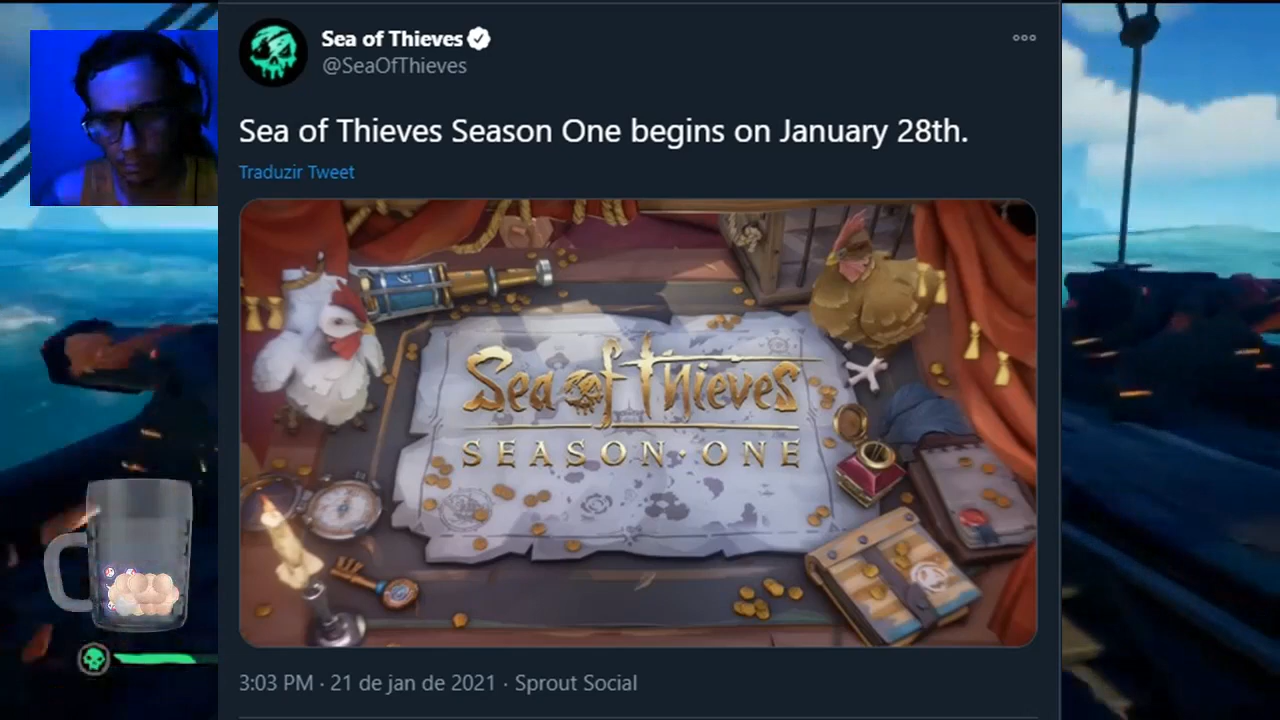 Sea of Thieves
@SeaOfThieves
Sea of Thieves Season One begins on January 28th.
Traduzir Tweet
Sea of Thieves
SEASON·ONE
3:03 PM · 21 de jan de 2021 · Sprout Social